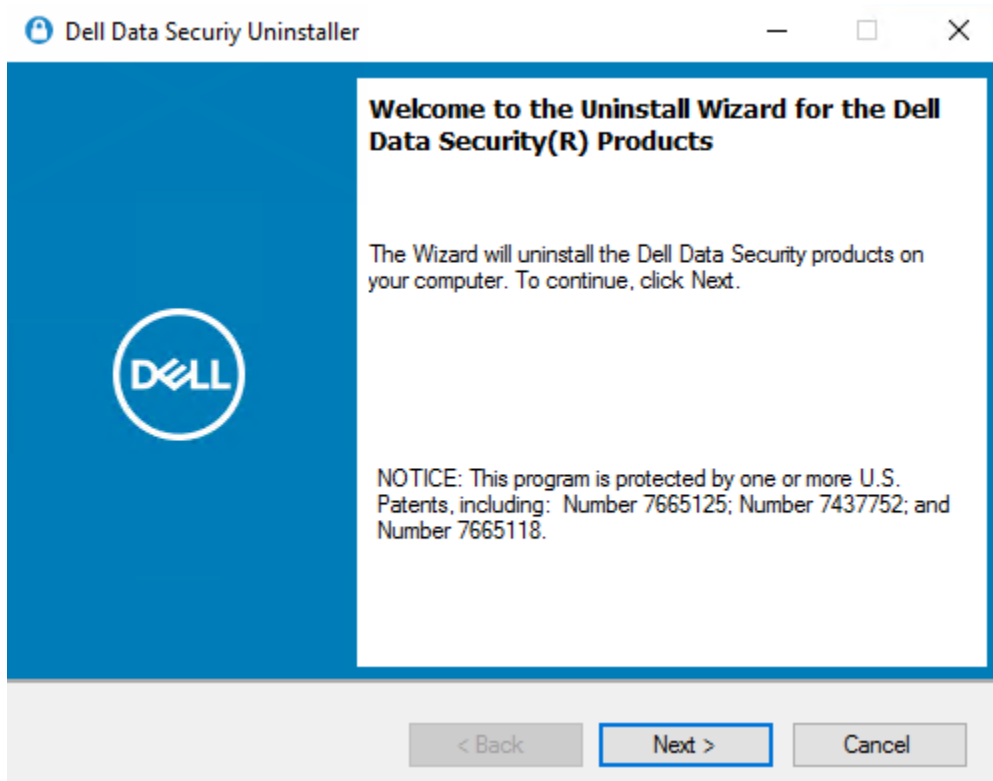 Dell Data Securiy Uninstaller
Welcome to the Uninstall Wizard for the Dell
Data Security(R) Products
The Wizard will uninstall the Dell Data Security products on
your computer. To continue, click Next.
DELL
NOTICE: This program is protected by one or more U.S.
Patents, including:  Number 7665125; Number 7437752; and
Number 7665118.
< Back
Next >
Cancel